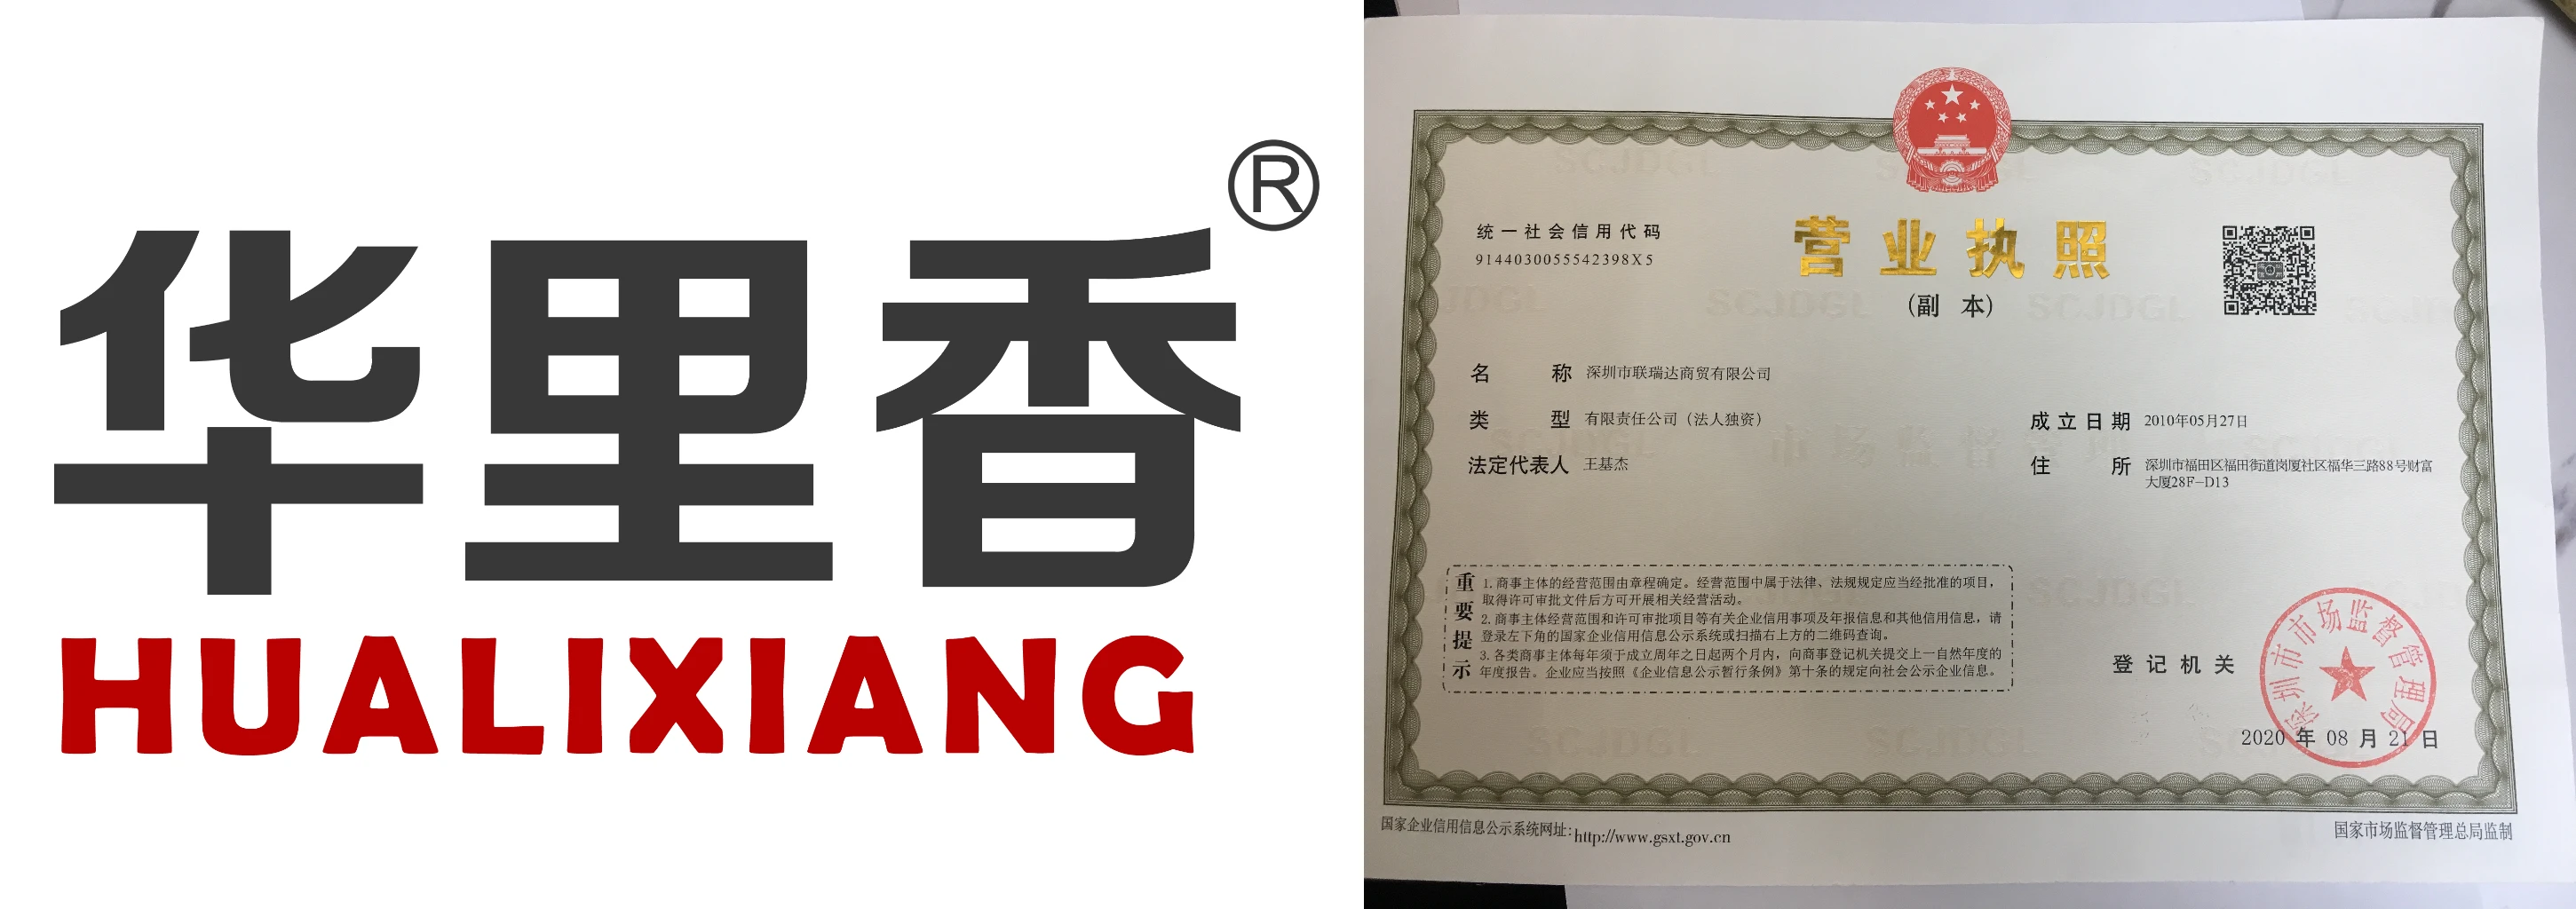 华里香®
HUALIXIANG
统一社会信用代码
9144030055542398X5
营业执照
(副 本)
名 称 深圳市联瑞达商贸有限公司
类 型 有限责任公司（法人独资）
法定代表人 王基杰
成立日期 2010年05月27日
住 所 深圳市福田区福田街道岗厦社区福华三路88号财富
大厦28F-D13
重要提示
1. 商事主体的经营范围由章程确定。经营范围中属于法律、法规规定应当经批准的项目，
取得许可审批文件后方可开展相关经营活动。
2. 商事主体经营范围和许可审批项目等有关企业信用事项及年报信息和其他信用信息，请
登录左下角的国家企业信用信息公示系统或扫描右上方的二维码查询。
3. 各类商事主体每年须于成立周年之日起两个月内，向商事登记机关提交上一自然年度的
年度报告。企业应当按照《企业信息公示暂行条例》第十条的规定向社会公示企业信息。
登记机关
深圳市市场监督管理局
2020 年 08 月 21 日
国家企业信用信息公示系统网址：http://www.gsxt.gov.cn
国家市场监督管理总局监制